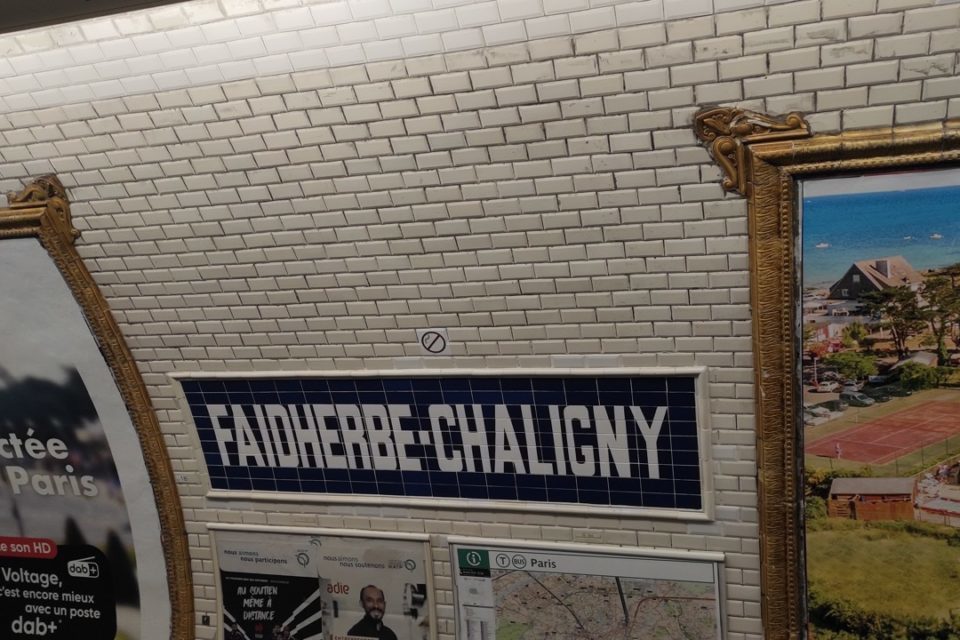 FAIDHERBE-CHALIGNY
ctée
Paris
e son HD
dab+
Voltage,
c'est encore mieux
avec un poste
dab+
nous aimons
nous participons
AU SOUTIEN
MÊME À
DISTANCE
nous aimons
nous soutenons
adie
i
T BUS Paris